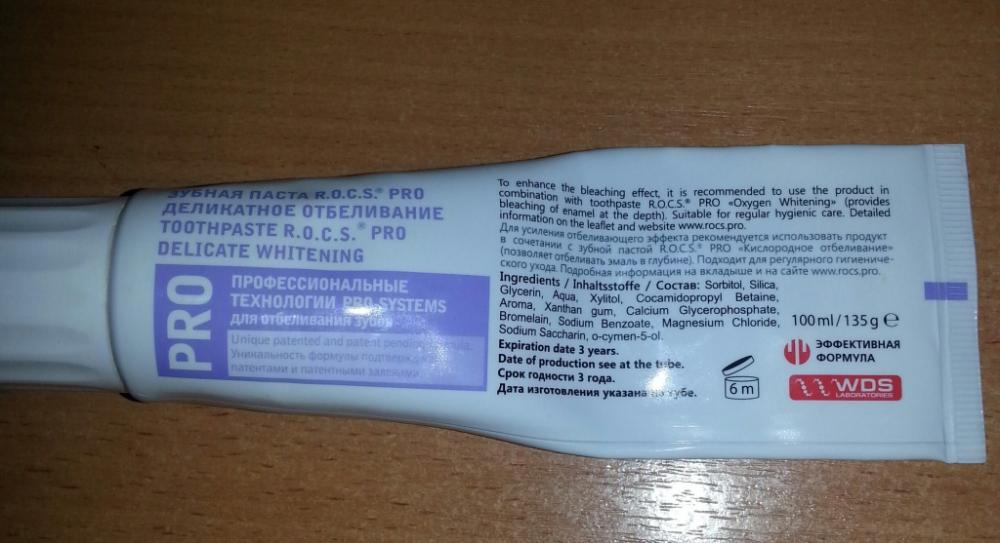 ЗУБНАЯ ПАСТА R.O.C.S.® PRO
ДЕЛИКАТНОЕ ОТБЕЛИВАНИЕ
TOOTHPASTE R.O.C.S.® PRO
DELICATE WHITENING
PRO
ПРОФЕССИОНАЛЬНЫЕ
ТЕХНОЛОГИИ PRO-SYSTEMS
для отбеливания зубов
Unique patented and patent pending
Уникальность формулы
патентами и патентными заявками
To enhance the bleaching effect, it is recommended to use the product in
combination with toothpaste R.O.C.S.® PRO «Oxygen Whitening» (provides
bleaching of enamel at the depth). Suitable for regular hygienic care. Detailed
information on the leaflet and website www.rocs.pro.
Для усиления отбеливающего эффекта рекомендуется использовать продукт
в сочетании с зубной пастой R.O.C.S.® PRO «Кислородное отбеливание»
(позволяет отбеливать эмаль в глубине). Подходит для регулярного гигиениче-
ского ухода. Подробная информация на вкладыше и на сайте www.rocs.pro.
Ingredients / Inhaltsstoffe / Состав: Sorbitol, Silica,
Glycerin, Aqua, Xylitol, Cocamidopropyl Betaine,
Aroma, Xanthan gum, Calcium Glycerophosphate,
Bromelain, Sodium Benzoate, Magnesium Chloride,
Sodium Saccharin, o-cymen-5-ol.
Expiration date 3 years.
Date of production see at the tube.
Срок годности 3 года.
Дата изготовления указана на тубе.
6 m
100 ml / 135 g ℮
ЭФФЕКТИВНАЯ
ФОРМУЛА
WDS
LABORATORIES